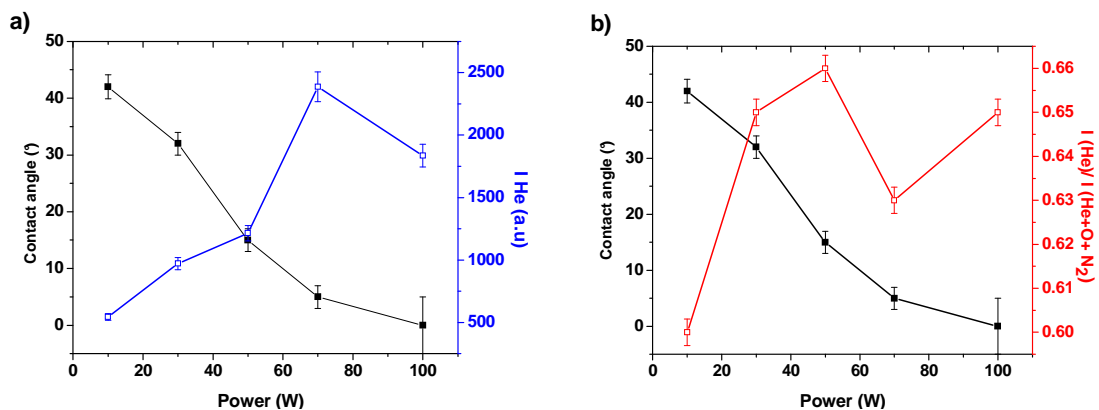 a)
50
40
30
20
10
0
Contact angle (°)
2500
2000
1500
1000
500
I He (a.u)
0 20 40 60 80 100
Power (W)
b)
50
40
30
20
10
0
Contact angle (°)
0.66
0.65
0.64
0.63
0.62
0.61
0.60
I (He)/ I (He+O+ N₂)
0 20 40 60 80 100
Power (W)